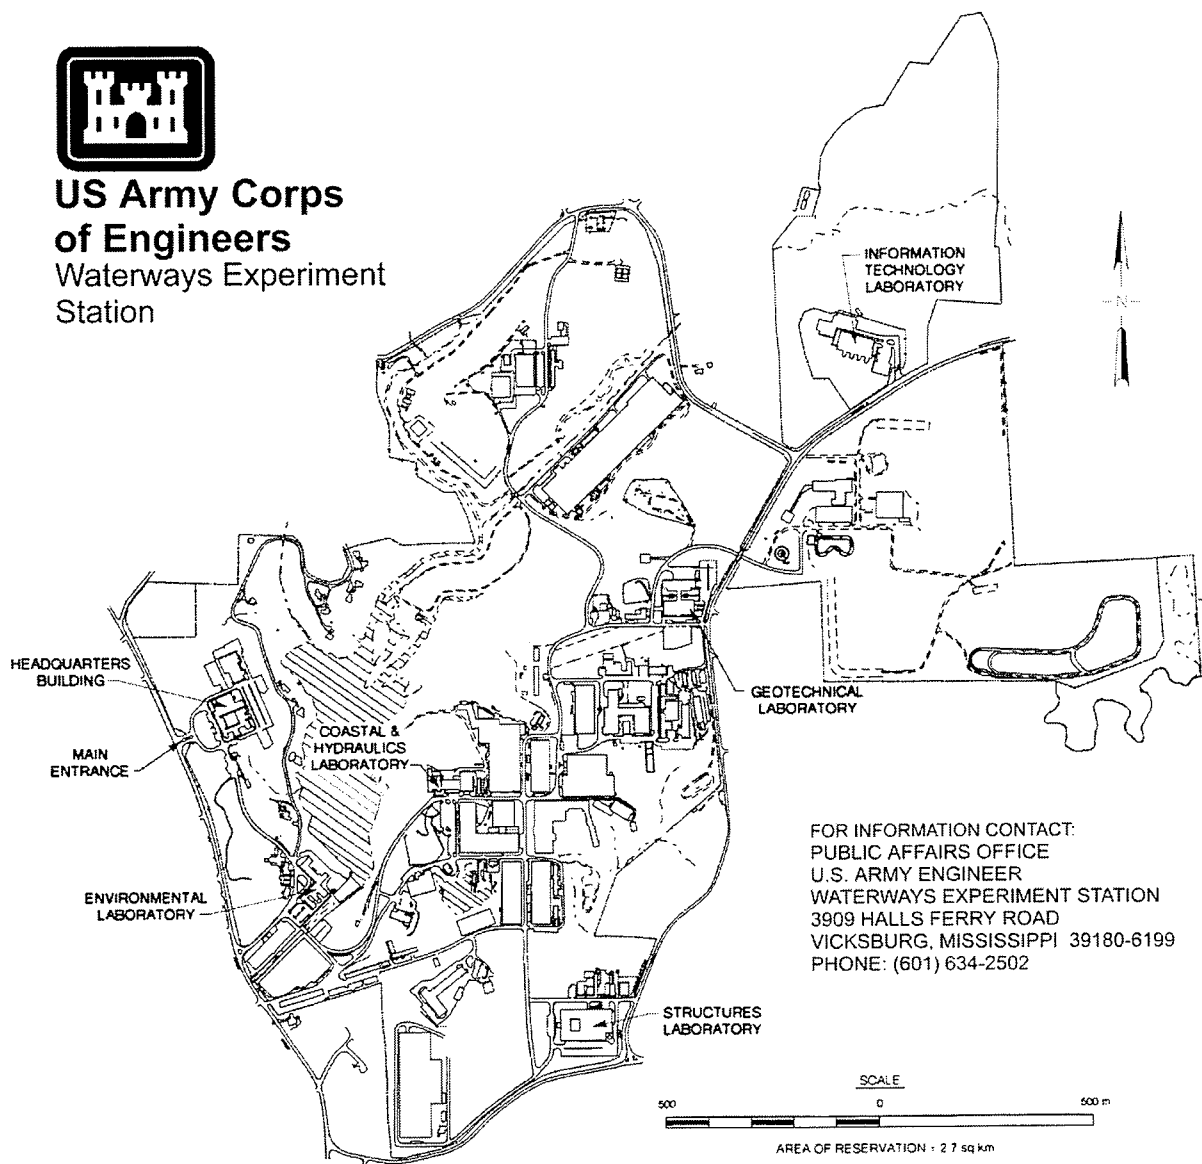 US Army Corps
of Engineers
Waterways Experiment
Station
INFORMATION
TECHNOLOGY
LABORATORY
N
HEADQUARTERS
BUILDING
MAIN
ENTRANCE
COASTAL &
HYDRAULICS
LABORATORY
GEOTECHNICAL
LABORATORY
ENVIRONMENTAL
LABORATORY
STRUCTURES
LABORATORY
FOR INFORMATION CONTACT:
PUBLIC AFFAIRS OFFICE
U.S. ARMY ENGINEER
WATERWAYS EXPERIMENT STATION
3909 HALLS FERRY ROAD
VICKSBURG, MISSISSIPPI 39180-6199
PHONE: (601) 634-2502
SCALE
500 0 500 m
AREA OF RESERVATION : 2.7 sq km